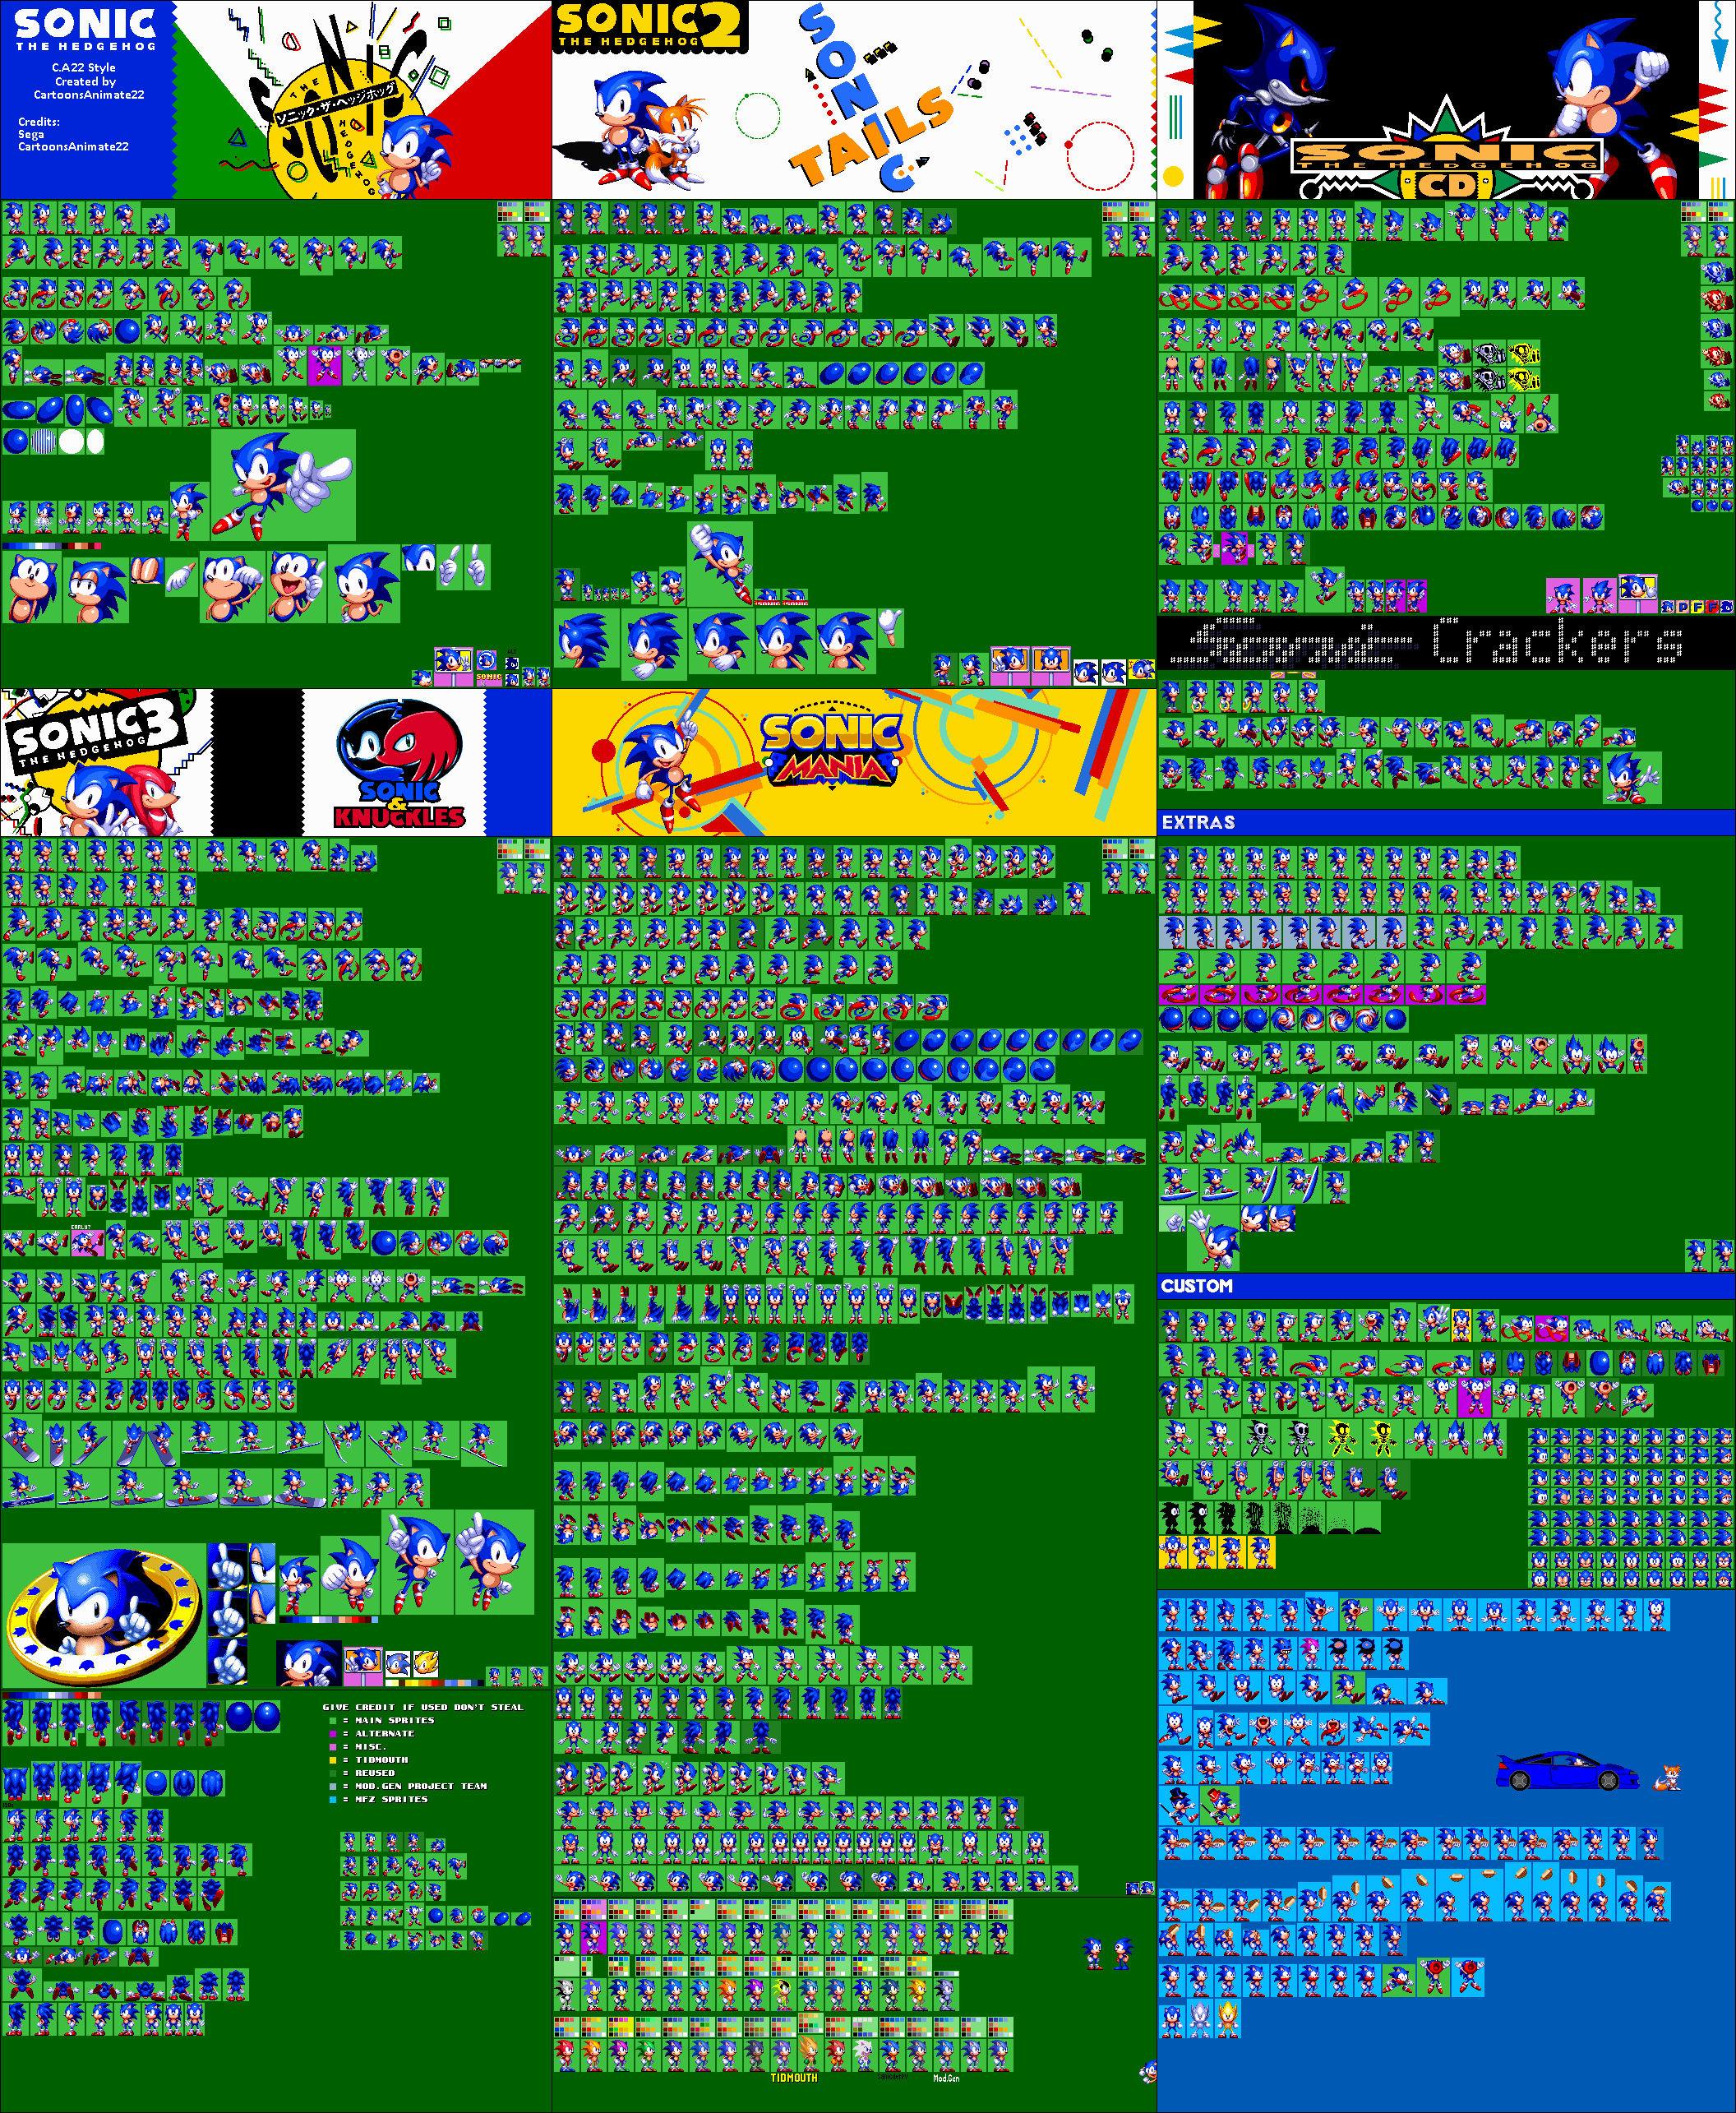 SONIC
THE HEDGEHOG
C.A22 Style
Created by
CartoonsAnimate22
Credits:
Sega
CartoonsAnimate22
SONIC
THE
HEDGEHOG
ソニック・ザ・ヘッジホッグ
SONIC 2
THE HEDGEHOG
SONIC
TAILS
SONIC
THE HEDGEHOG
CD
Crackers
SONIC 3
THE HEDGEHOG
SONIC
&
KNUCKLES
SONIC
MANIA
EXTRAS
EARLY?
CUSTOM
GIVE CREDIT IF USED DON'T STEAL
= MAIN SPRITES
= ALTERNATE
= MISC.
= TIDMOUTH
= REUSED
= MOD.GEN PROJECT TEAM
= MFZ SPRITES
TIDMOUTH
Mod.Gen